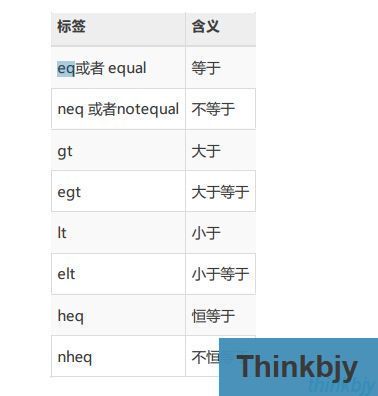 标签 含义
eq或者 equal 等于
neq 或者notequal 不等于
gt 大于
egt 大于等于
lt 小于
elt 小于等于
heq 恒等于
nheq 不恒
Thinkbjy
thinkbjy